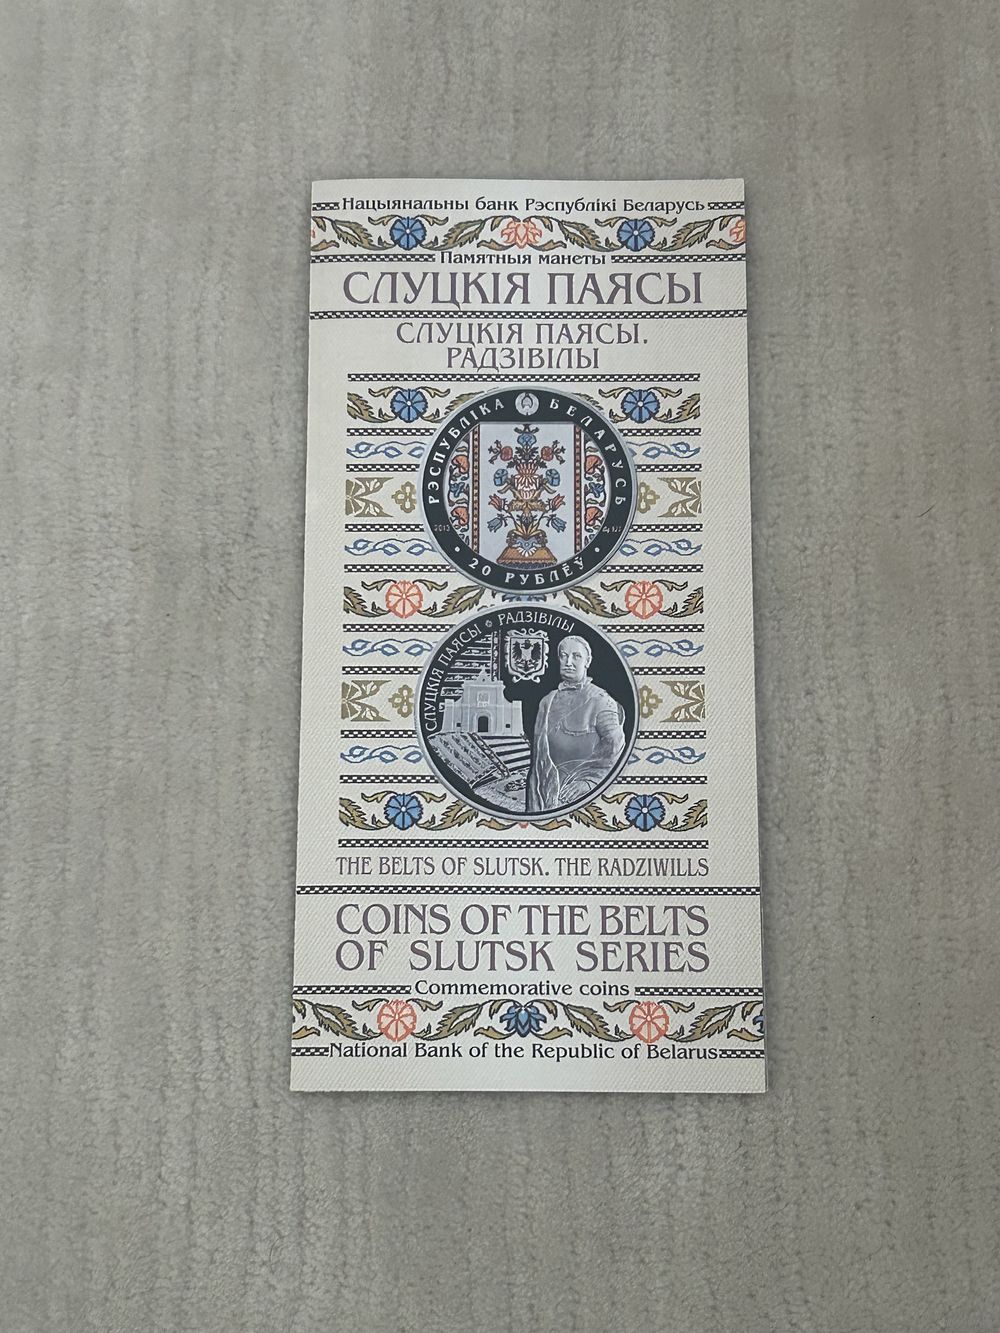 Нацыянальны банк Рэспублікі Беларусь
Памятныя манеты
СЛУЦКІЯ ПАЯСЫ
СЛУЦКІЯ ПАЯСЫ.
РАДЗІВІЛЫ
РЭСПУБЛІКА БЕЛАРУСЬ
2013
20 РУБЛЁЎ
СЛУЦКІЯ ПАЯСЫ РАДЗІВІЛЫ
THE BELTS OF SLUTSK. THE RADZIWILLS
COINS OF THE BELTS
OF SLUTSK SERIES
Commemorative coins
National Bank of the Republic of Belarus